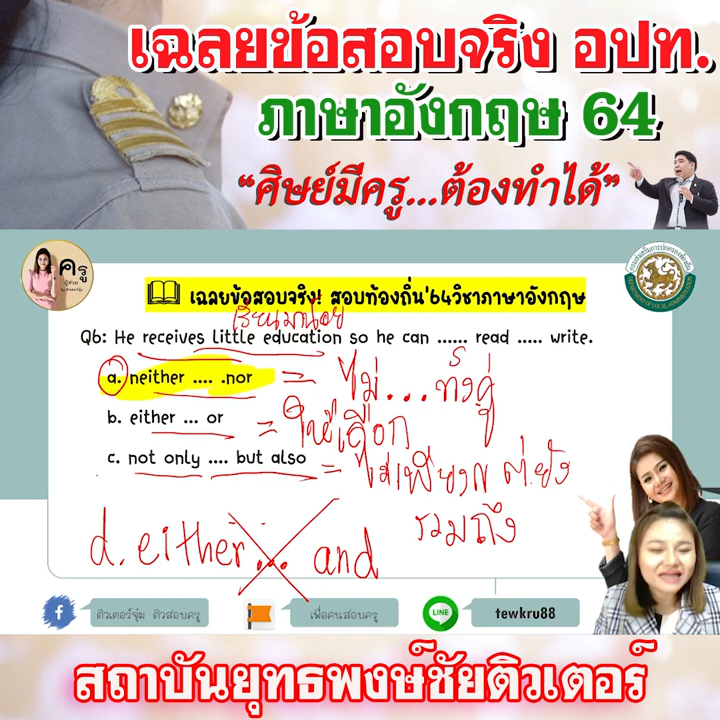 เฉลยข้อสอบจริง อปท.
ภาษาอังกฤษ 64
“ศิษย์มีครู...ต้องทำได้”
ครู
เฉลยข้อสอบจริง! สอบท้องถิ่น'64วิชาภาษาอังกฤษ
เรียนมาน้อย
Q6: He receives little education so he can ...... read ..... write.
a. neither .... .nor = ไม่...ทั้งคู่
b. either ... or = ให้เลือก
c. not only .... but also = ไม่เพียงแต่ยัง
รวมถึง
d. either ... and
ติวเตอร์จุ๋ม ติวสอบครู
เพื่อคนสอบครู
LINE
tewkru88
สถาบันยุทธพงษ์ชัยติวเตอร์